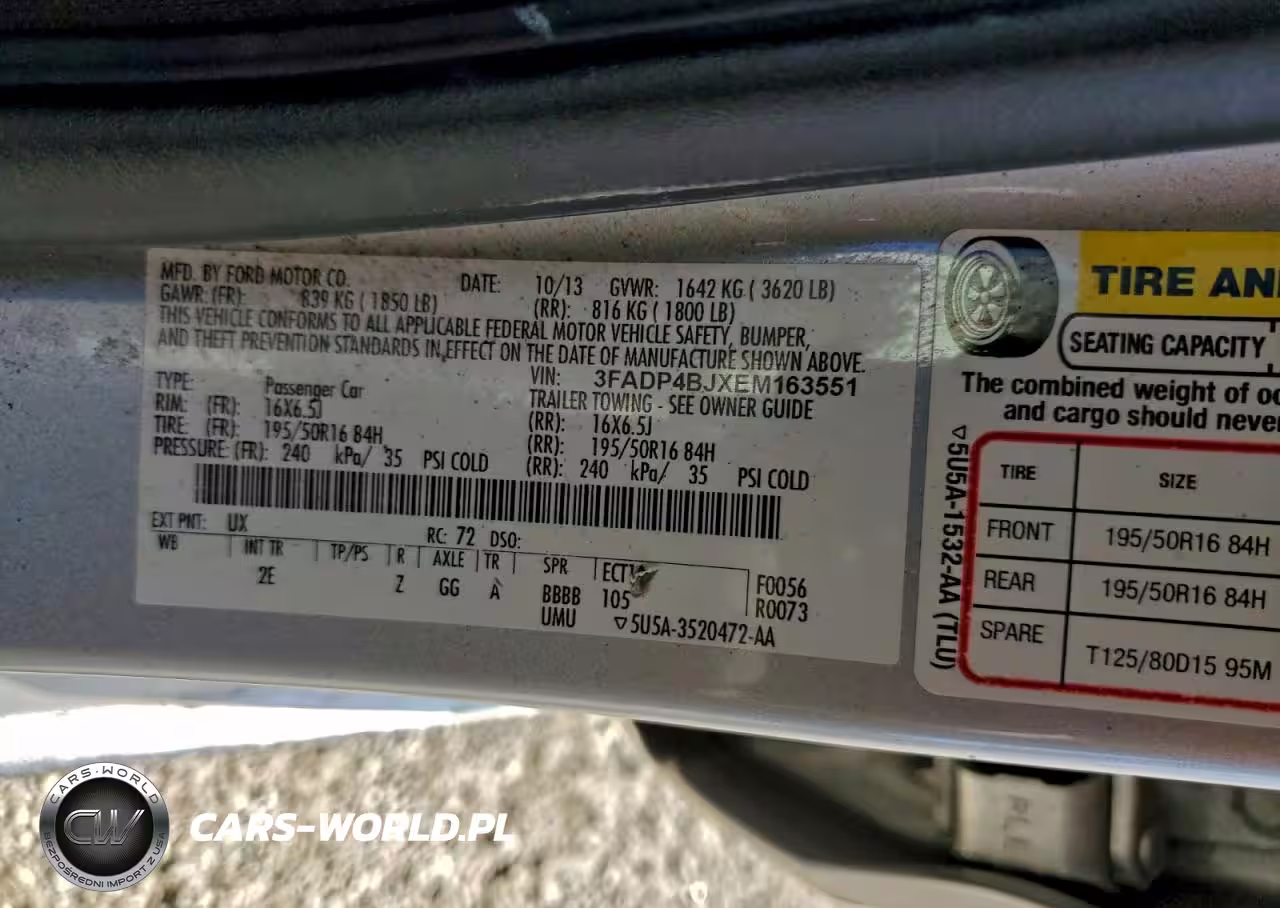 MFD. BY FORD MOTOR CO. DATE: 10/13 GVWR: 1642 KG ( 3620 LB)
GAWR: (FR): 839 KG ( 1850 LB) (RR): 816 KG ( 1800 LB)
THIS VEHICLE CONFORMS TO ALL APPLICABLE FEDERAL MOTOR VEHICLE SAFETY, BUMPER,
AND THEFT PREVENTION STANDARDS IN EFFECT ON THE DATE OF MANUFACTURE SHOWN ABOVE.
VIN: 3FADP4BJXEM163551
TYPE: Passenger Car TRAILER TOWING - SEE OWNER GUIDE
RIM: (FR): 16X6.5J (RR): 16X6.5J
TIRE: (FR): 195/50R16 84H (RR): 195/50R16 84H
PRESSURE: (FR): 240 kPa/ 35 PSI COLD (RR): 240 kPa/ 35 PSI COLD
EXT PNT: UX RC: 72 DSO:
WB INT TR TP/PS R AXLE TR SPR
2E Z GG A BBBB 105 F0056
UMU R0073
▽5U5A-3520472-AA
TIRE
SEATING CAPACITY
The combined weight of
and cargo should never
▽5U5A-1532-AA (TLU)
TIRE SIZE
FRONT 195/50R16 84H
REAR 195/50R16 84H
SPARE T125/80D15 95M
CARS-WORLD
CW
BEZPOŚREDNI IMPORT Z USA
CARS-WORLD.PL